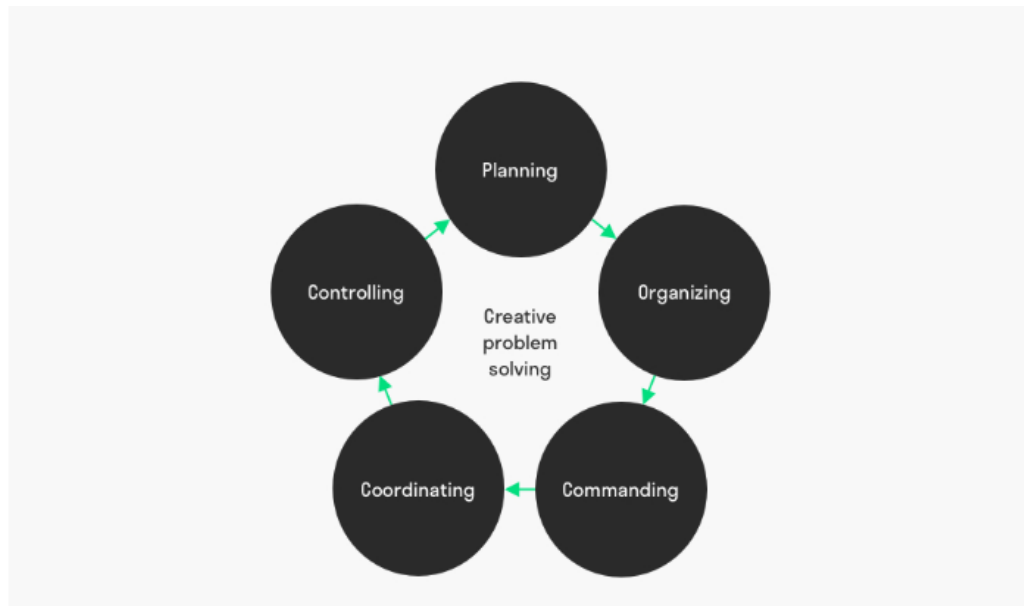 Planning
Organizing
Commanding
Coordinating
Controlling
Creative
problem
solving